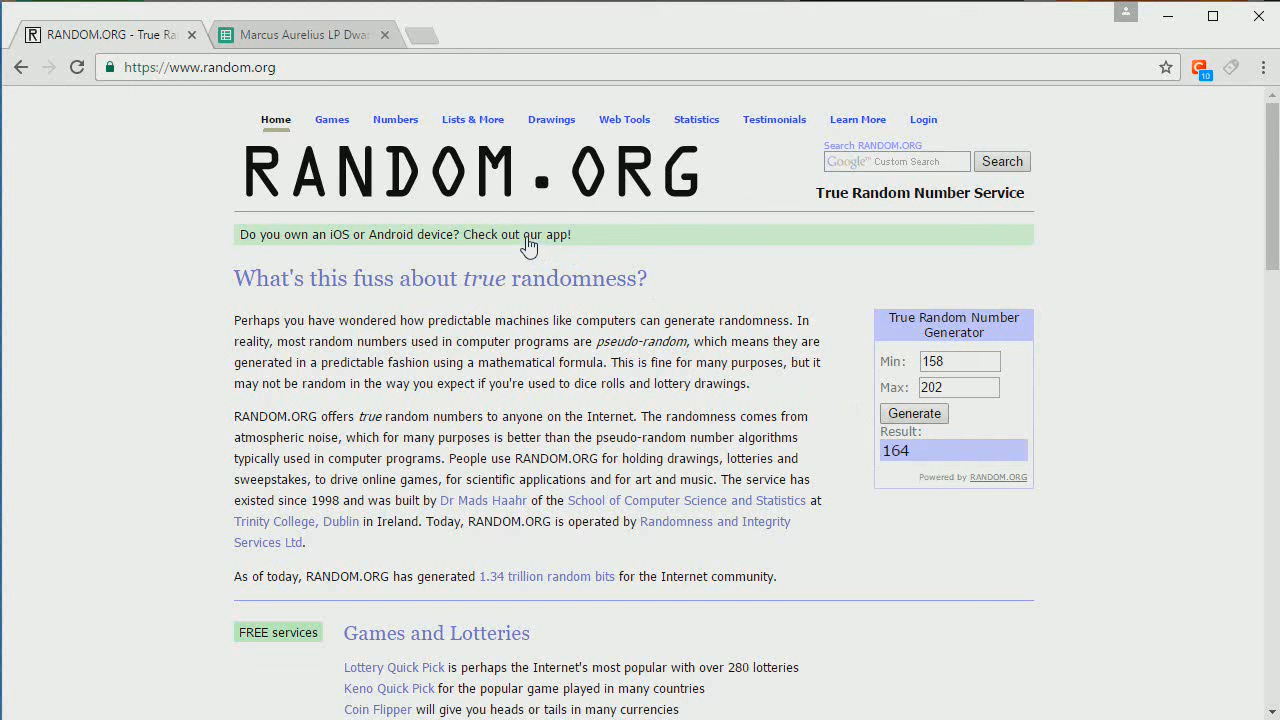 RANDOM.ORG - True Ra
Marcus Aurelius LP Dwa
https://www.random.org
10
Home Games Numbers Lists & More Drawings Web Tools Statistics Testimonials Learn More Login
RANDOM.ORG
Search RANDOM.ORG
Google™ Custom Search Search
True Random Number Service
Do you own an iOS or Android device? Check out our app!
What's this fuss about true randomness?
Perhaps you have wondered how predictable machines like computers can generate randomness. In
reality, most random numbers used in computer programs are pseudo-random, which means they are
generated in a predictable fashion using a mathematical formula. This is fine for many purposes, but it
may not be random in the way you expect if you're used to dice rolls and lottery drawings.
RANDOM.ORG offers true random numbers to anyone on the Internet. The randomness comes from
atmospheric noise, which for many purposes is better than the pseudo-random number algorithms
typically used in computer programs. People use RANDOM.ORG for holding drawings, lotteries and
sweepstakes, to drive online games, for scientific applications and for art and music. The service has
existed since 1998 and was built by Dr Mads Haahr of the School of Computer Science and Statistics at
Trinity College, Dublin in Ireland. Today, RANDOM.ORG is operated by Randomness and Integrity
Services Ltd.
As of today, RANDOM.ORG has generated 1.34 trillion random bits for the Internet community.
True Random Number
Generator
Min: 158
Max: 202
Generate
Result:
164
Powered by RANDOM.ORG
FREE services
Games and Lotteries
Lottery Quick Pick is perhaps the Internet's most popular with over 280 lotteries
Keno Quick Pick for the popular game played in many countries
Coin Flipper will give you heads or tails in many currencies